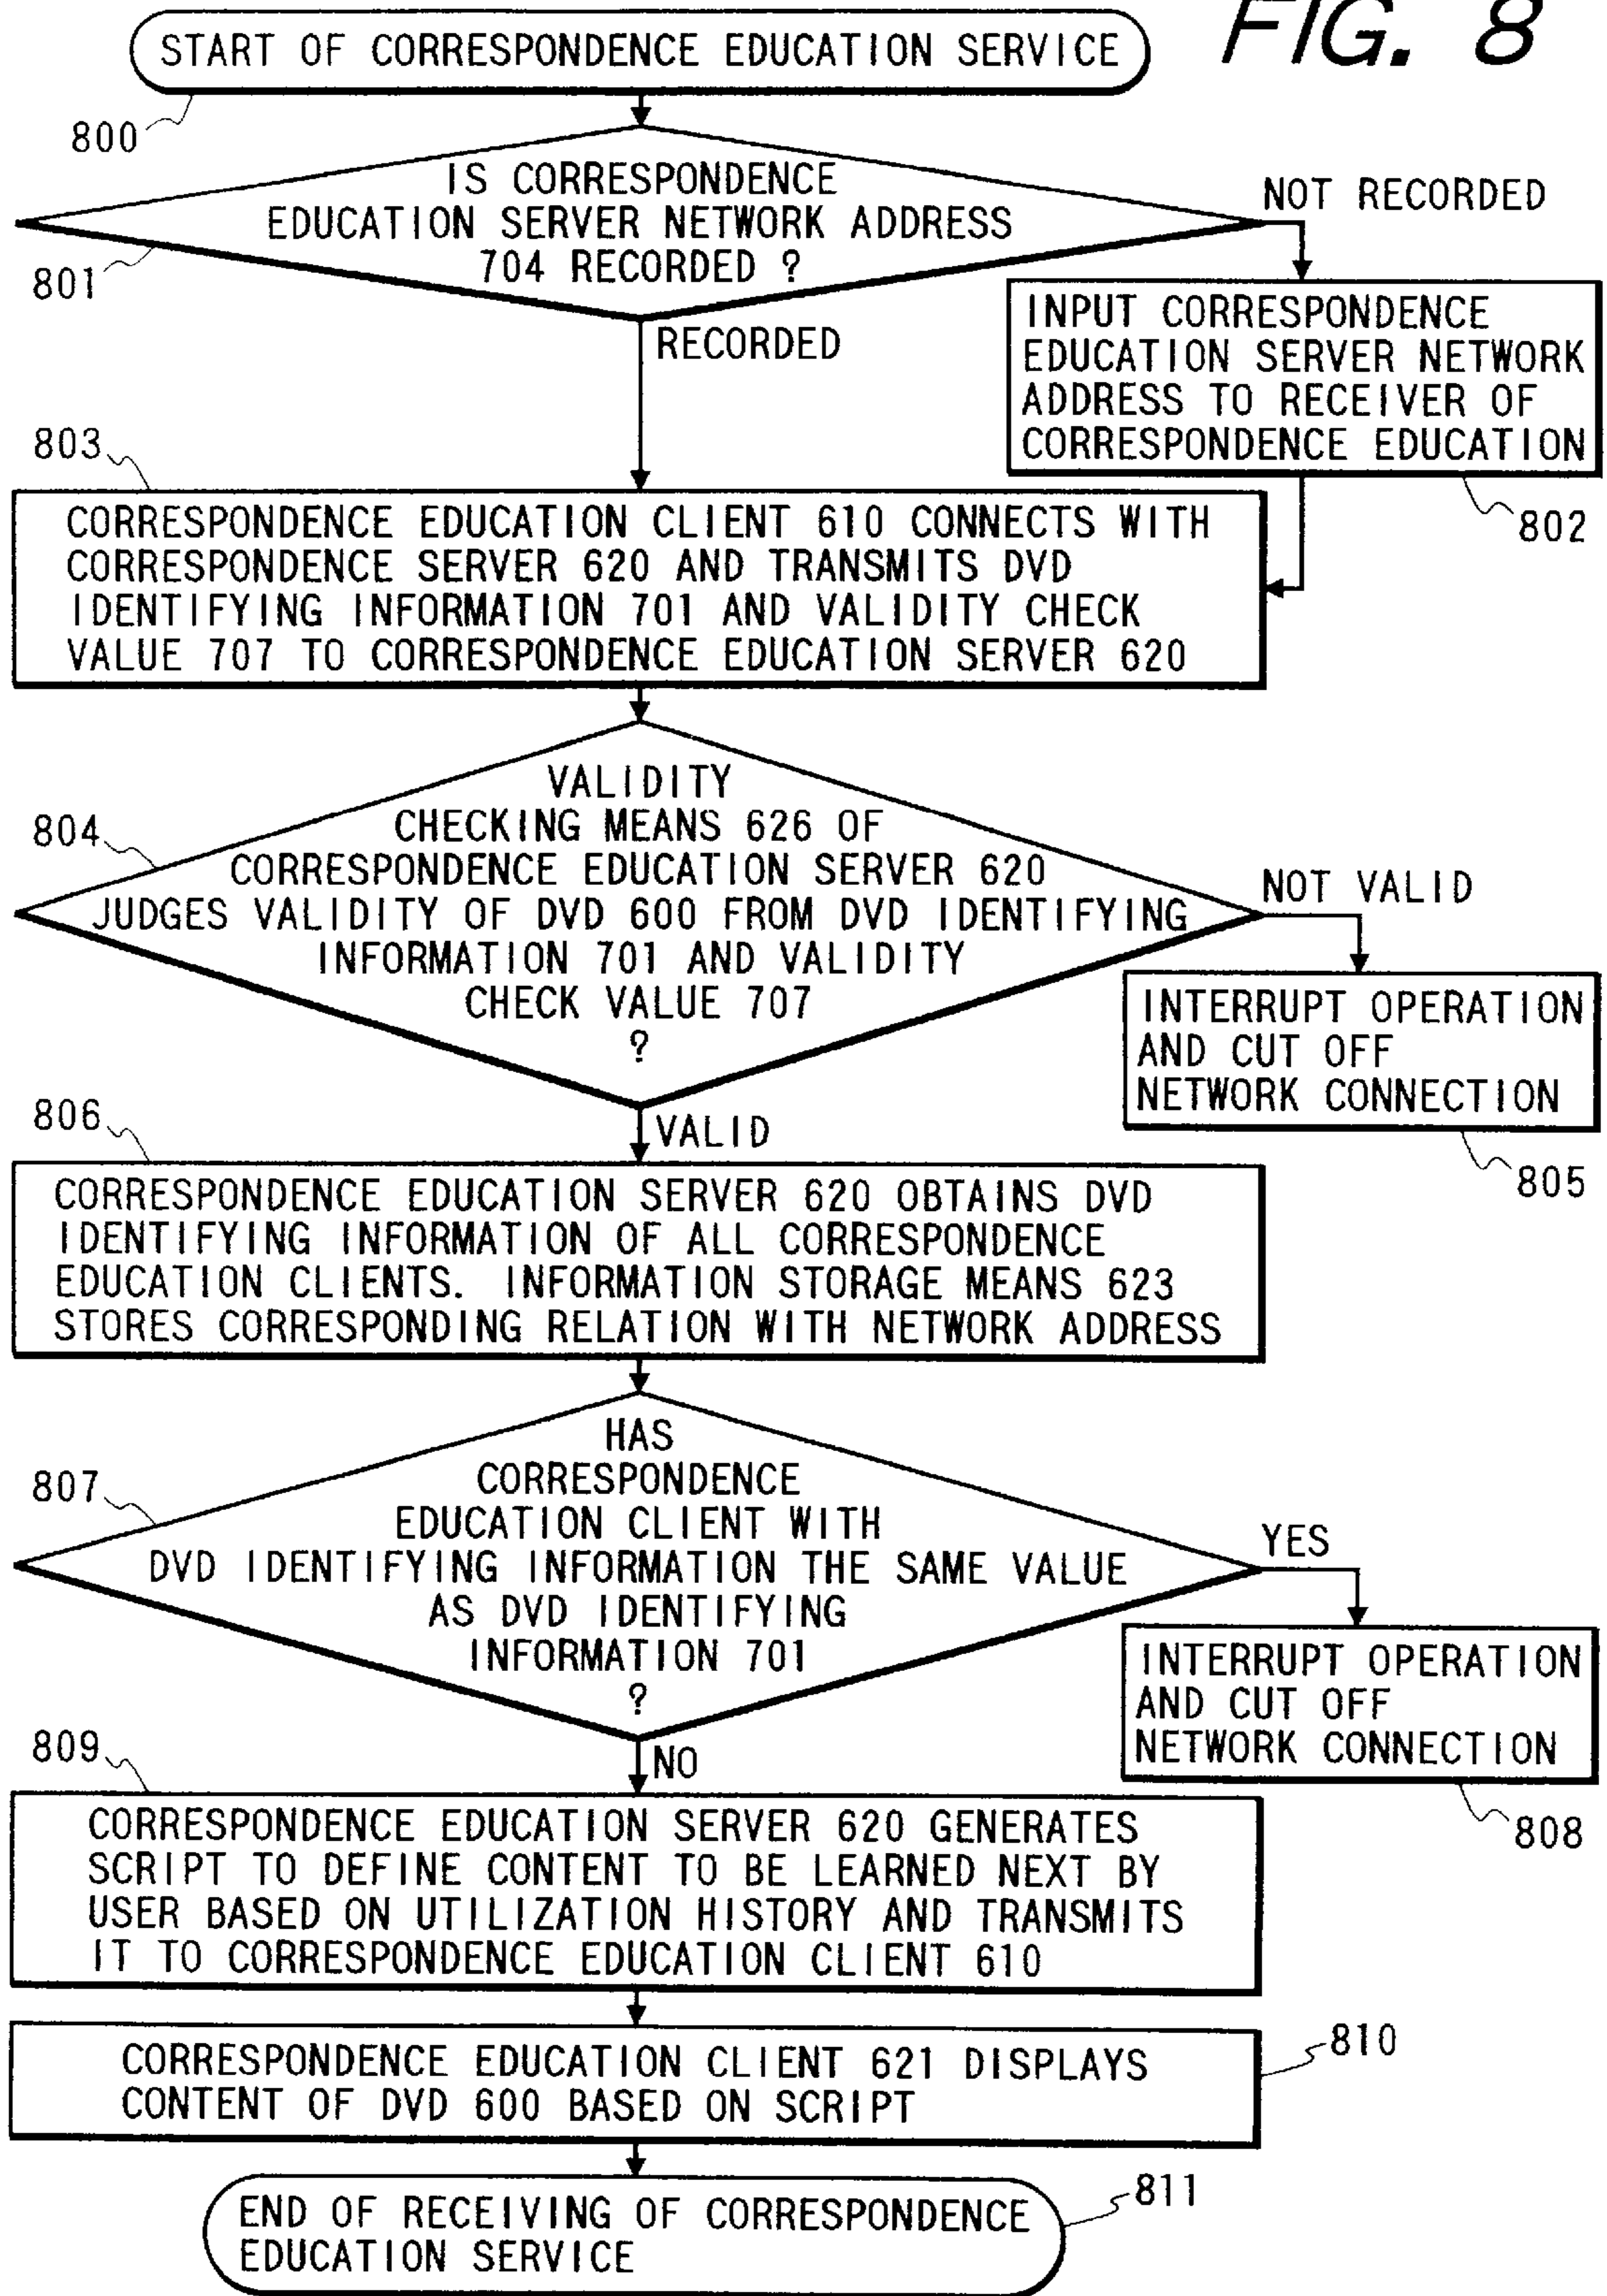 FIG. 8
START OF CORRESPONDENCE EDUCATION SERVICE
800
IS CORRESPONDENCE
EDUCATION SERVER NETWORK ADDRESS
704 RECORDED ?
801
NOT RECORDED
RECORDED
INPUT CORRESPONDENCE
EDUCATION SERVER NETWORK
ADDRESS TO RECEIVER OF
CORRESPONDENCE EDUCATION
802
803
CORRESPONDENCE EDUCATION CLIENT 610 CONNECTS WITH
CORRESPONDENCE SERVER 620 AND TRANSMITS DVD
IDENTIFYING INFORMATION 701 AND VALIDITY CHECK
VALUE 707 TO CORRESPONDENCE EDUCATION SERVER 620
804
VALIDITY
CHECKING MEANS 626 OF
CORRESPONDENCE EDUCATION SERVER 620
JUDGES VALIDITY OF DVD 600 FROM DVD IDENTIFYING
INFORMATION 701 AND VALIDITY
CHECK VALUE 707
?
NOT VALID
INTERRUPT OPERATION
AND CUT OFF
NETWORK CONNECTION
805
VALID
806
CORRESPONDENCE EDUCATION SERVER 620 OBTAINS DVD
IDENTIFYING INFORMATION OF ALL CORRESPONDENCE
EDUCATION CLIENTS. INFORMATION STORAGE MEANS 623
STORES CORRESPONDING RELATION WITH NETWORK ADDRESS
807
HAS
CORRESPONDENCE
EDUCATION CLIENT WITH
DVD IDENTIFYING INFORMATION THE SAME VALUE
AS DVD IDENTIFYING
INFORMATION 701
?
YES
INTERRUPT OPERATION
AND CUT OFF
NETWORK CONNECTION
808
NO
809
CORRESPONDENCE EDUCATION SERVER 620 GENERATES
SCRIPT TO DEFINE CONTENT TO BE LEARNED NEXT BY
USER BASED ON UTILIZATION HISTORY AND TRANSMITS
IT TO CORRESPONDENCE EDUCATION CLIENT 610
CORRESPONDENCE EDUCATION CLIENT 621 DISPLAYS
CONTENT OF DVD 600 BASED ON SCRIPT
810
END OF RECEIVING OF CORRESPONDENCE
EDUCATION SERVICE
811